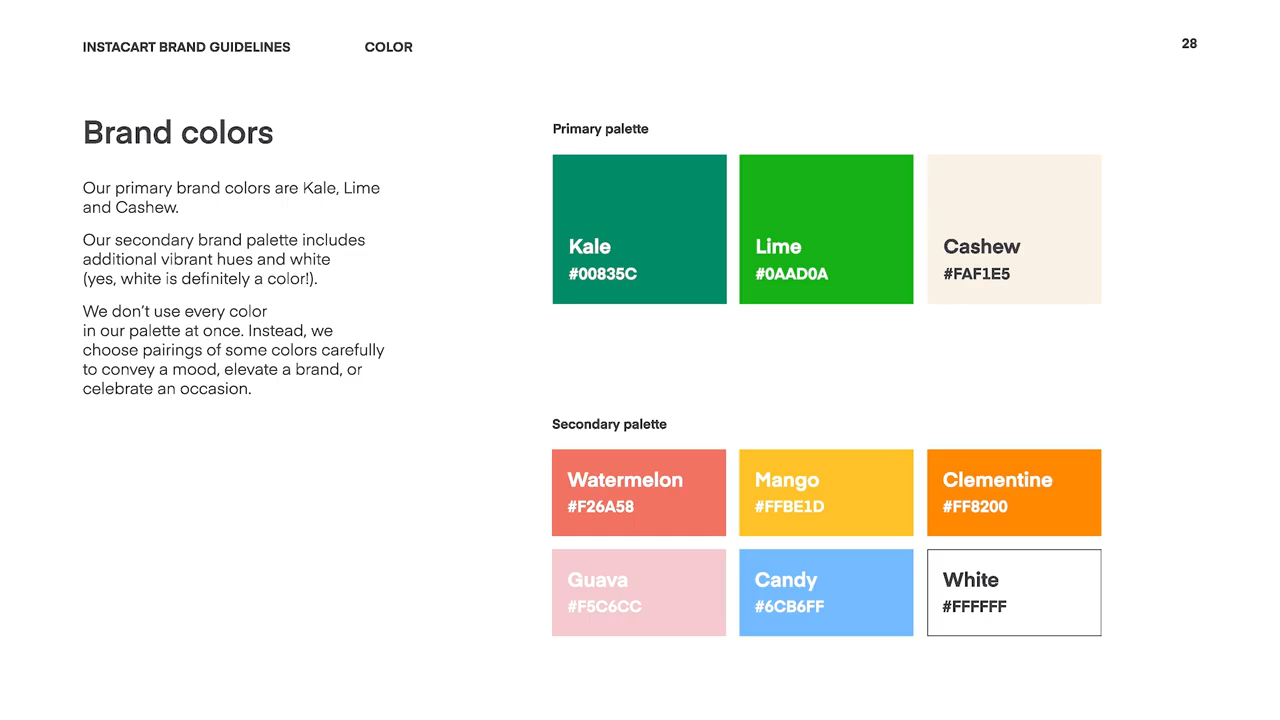 INSTACART BRAND GUIDELINES
COLOR
28
Brand colors
Our primary brand colors are Kale, Lime
and Cashew.
Our secondary brand palette includes
additional vibrant hues and white
(yes, white is definitely a color!).
We don’t use every color
in our palette at once. Instead, we
choose pairings of some colors carefully
to convey a mood, elevate a brand, or
celebrate an occasion.
Primary palette
Kale
#00835C
Lime
#0AAD0A
Cashew
#FAF1E5
Secondary palette
Watermelon
#F26A58
Mango
#FFBE1D
Clementine
#FF8200
Guava
#F5C6CC
Candy
#6CB6FF
White
#FFFFFF